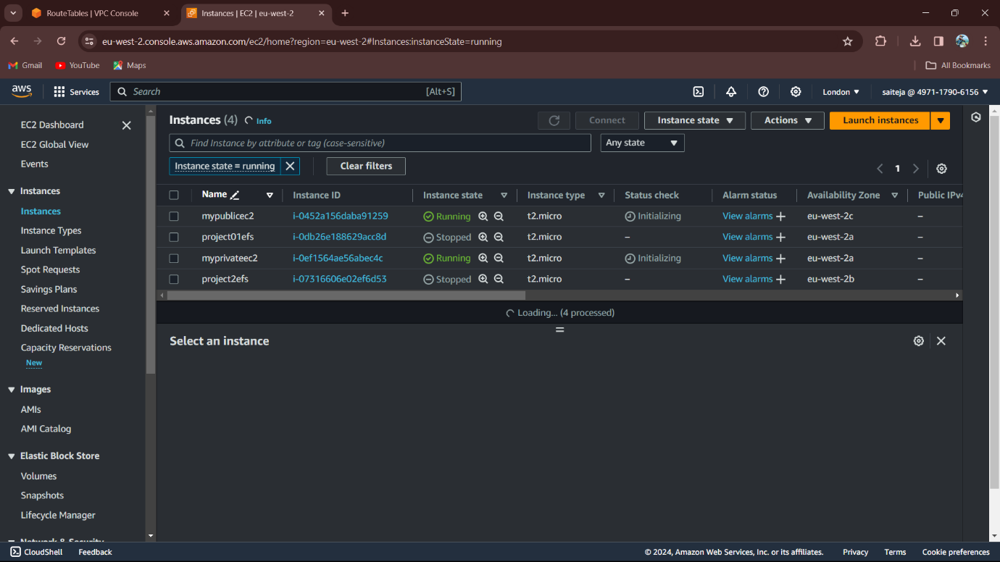 RouteTables | VPC Console
Instances | EC2 | eu-west-2
eu-west-2.console.aws.amazon.com/ec2/home?region=eu-west-2#Instances:instanceState=running
Gmail YouTube Maps All Bookmarks
aws Services Search [Alt+S] London saiteja @ 4971-1790-6156
EC2 Dashboard
EC2 Global View
Events
Instances
Instances
Instance Types
Launch Templates
Spot Requests
Savings Plans
Reserved Instances
Dedicated Hosts
Capacity Reservations
New
Images
AMIs
AMI Catalog
Elastic Block Store
Volumes
Snapshots
Lifecycle Manager
Network & Security
Instances (4) Info Connect Instance state Actions Launch instances
Find Instance by attribute or tag (case-sensitive) Any state
Instance state = running Clear filters 1
Name Instance ID Instance state Instance type Status check Alarm status Availability Zone Public IPv4
mypublicec2 i-0452a156daba91259 Running t2.micro Initializing View alarms + eu-west-2c –
project01efs i-0db26e188629acc8d Stopped t2.micro – View alarms + eu-west-2a –
myprivateec2 i-0ef1564ae56abec4c Running t2.micro Initializing View alarms + eu-west-2a –
project2efs i-07316606e02ef6d53 Stopped t2.micro – View alarms + eu-west-2b –
Loading... (4 processed)
Select an instance
CloudShell Feedback © 2024, Amazon Web Services, Inc. or its affiliates. Privacy Terms Cookie preferences